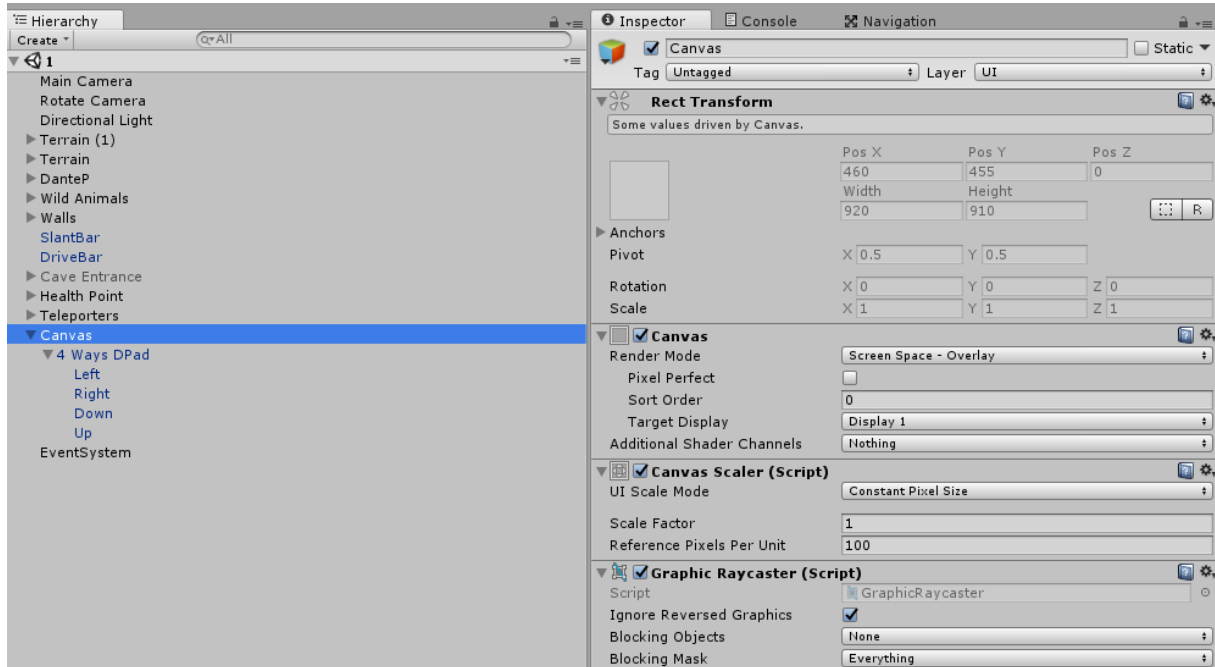 Hierarchy
Create
All
1
Main Camera
Rotate Camera
Directional Light
Terrain (1)
Terrain
DanteP
Wild Animals
Walls
SlantBar
DriveBar
Cave Entrance
Health Point
Teleporters
Canvas
4 Ways DPad
Left
Right
Down
Up
EventSystem
Inspector Console Navigation
Canvas Static
Tag Untagged Layer UI
Rect Transform
Some values driven by Canvas.
Pos X Pos Y Pos Z
460 455 0
Width Height
920 910 R
Anchors
Pivot X 0.5 Y 0.5
Rotation X 0 Y 0 Z 0
Scale X 1 Y 1 Z 1
Canvas
Render Mode Screen Space - Overlay
Pixel Perfect
Sort Order 0
Target Display Display 1
Additional Shader Channels Nothing
Canvas Scaler (Script)
UI Scale Mode Constant Pixel Size
Scale Factor 1
Reference Pixels Per Unit 100
Graphic Raycaster (Script)
Script GraphicRaycaster
Ignore Reversed Graphics
Blocking Objects None
Blocking Mask Everything